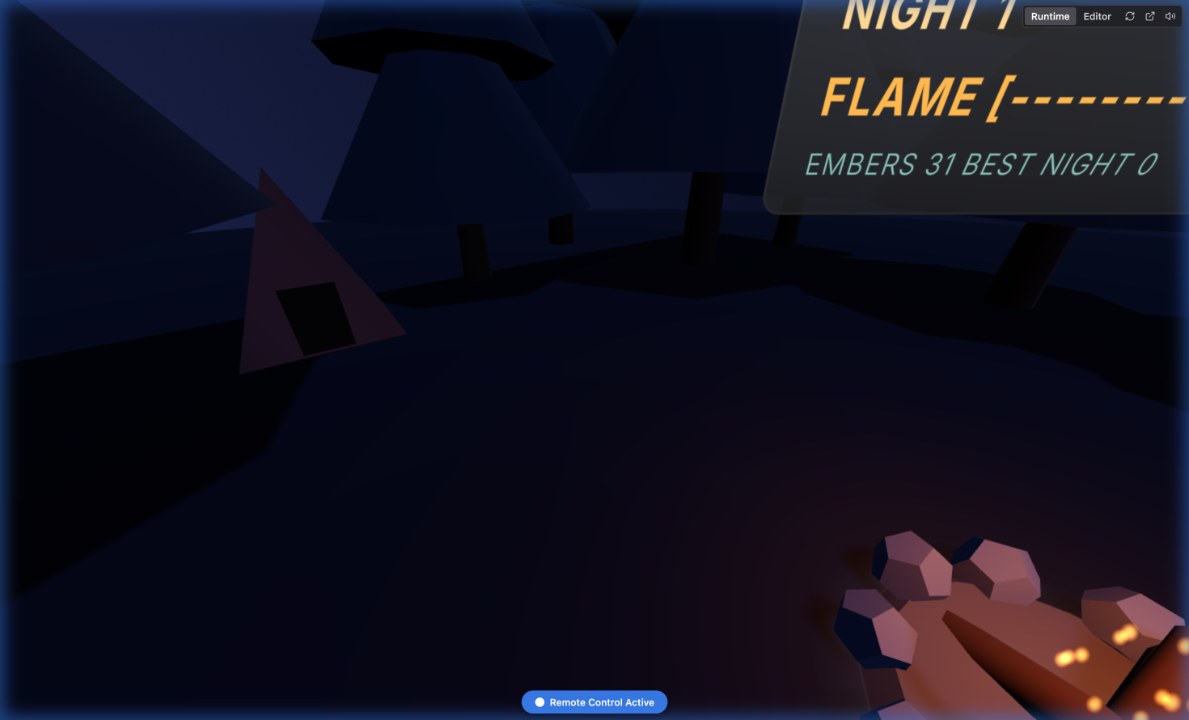 NIGHT 1
Runtime Editor
FLAME [--------
EMBERS 31 BEST NIGHT 0
Remote Control Active